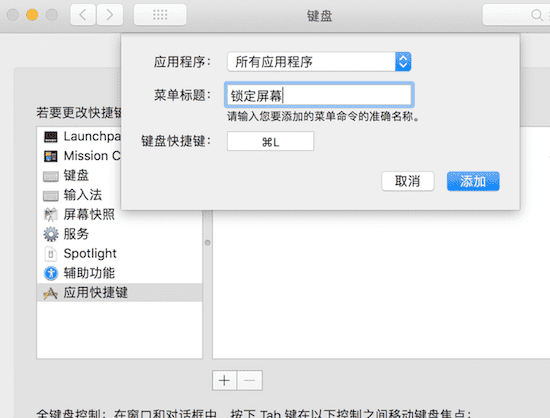 键盘
应用程序：
所有应用程序
菜单标题：
锁定屏幕
请输入您要添加的菜单命令的准确名称。
键盘快捷键：
⌘L
取消
添加
若要更改快捷键
Launchpa
Mission C
键盘
输入法
屏幕快照
服务
Spotlight
辅助功能
应用快捷键
全键盘控制：在窗口和对话框中，按下 Tab 键在以下控制之间移动键盘焦点：